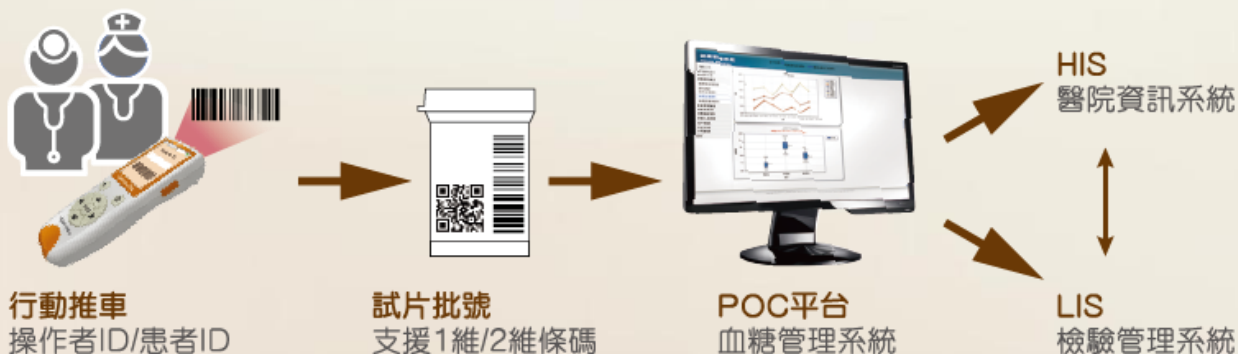 行動推車
操作者ID/患者ID
試片批號
支援1維/2維條碼
POC平台
血糖管理系統
HIS
醫院資訊系統
LIS
檢驗管理系統